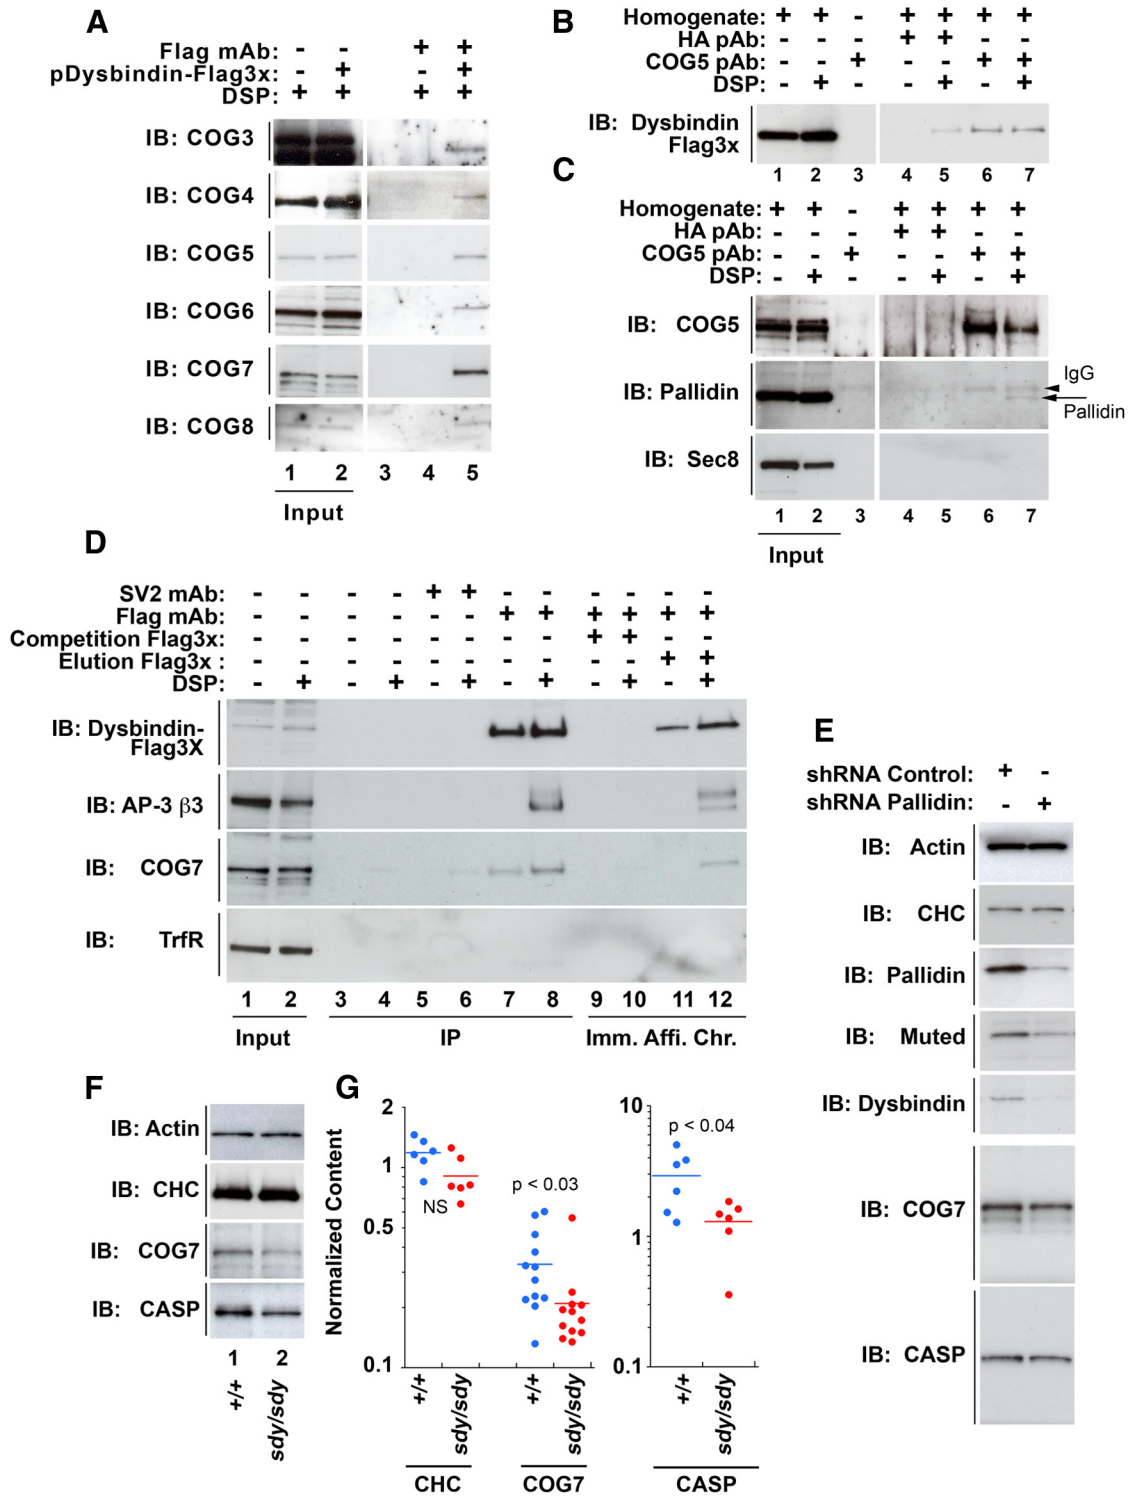 A
Flag mAb: - - + +
pDysbindin-Flag3x: - + - +
DSP: + + + +
IB: COG3
IB: COG4
IB: COG5
IB: COG6
IB: COG7
IB: COG8
1 2 3 4 5
Input
B
Homogenate: + + - + + + +
HA pAb: - - - + + - -
COG5 pAb: - - + - - + +
DSP: - + - - + - +
IB: Dysbindin
Flag3x
1 2 3 4 5 6 7
C
Homogenate: + + - + + + +
HA pAb: - - - + + - -
COG5 pAb: - - + - - + +
DSP: - + - - + - +
IB: COG5
IB: Pallidin
IgG
Pallidin
IB: Sec8
1 2 3 4 5 6 7
Input
D
SV2 mAb: - - - - + + - - - - - -
Flag mAb: - - - - - - + + + + + +
Competition Flag3x: - - - - - - - - + + - -
Elution Flag3x : - - - - - - - - - - + +
DSP: - + - + - + - + - + - +
IB: Dysbindin-
Flag3X
IB: AP-3 β3
IB: COG7
IB: TrfR
1 2 3 4 5 6 7 8 9 10 11 12
Input IP Imm. Affi. Chr.
E
shRNA Control: + -
shRNA Pallidin: - +
IB: Actin
IB: CHC
IB: Pallidin
IB: Muted
IB: Dysbindin
IB: COG7
IB: CASP
F
IB: Actin
IB: CHC
IB: COG7
IB: CASP
1 2
+/+ sdy/sdy
G
Normalized Content
2
1
0.5
0.1
NS
p < 0.03
+/+ sdy/sdy +/+ sdy/sdy
CHC COG7
10
1
0.1
p < 0.04
+/+ sdy/sdy
CASP